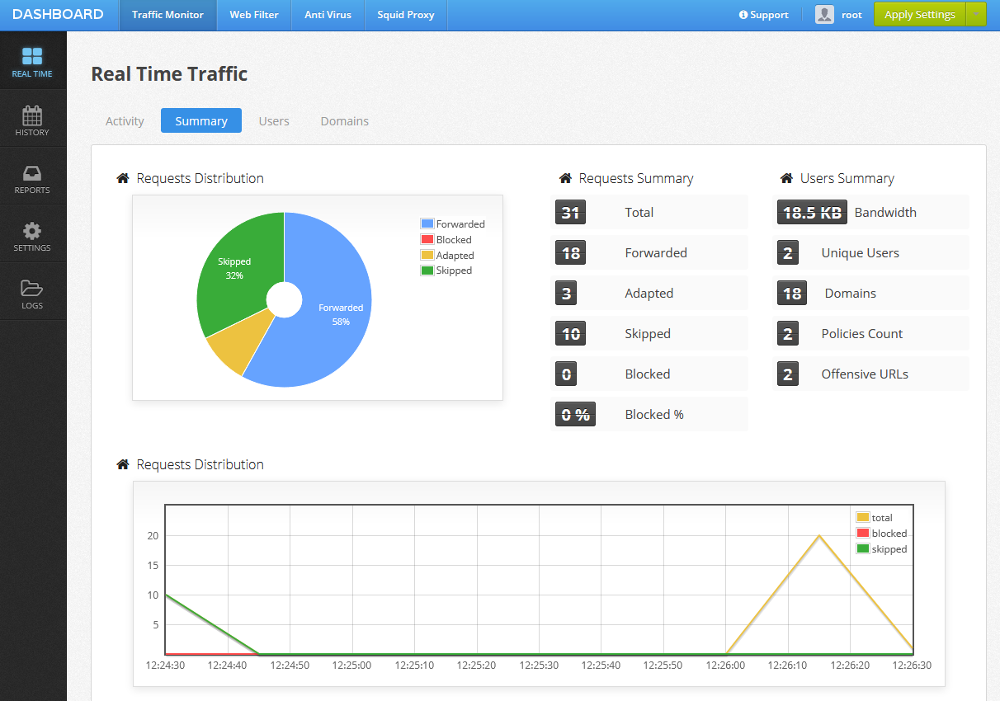 DASHBOARD Traffic Monitor Web Filter Anti Virus Squid Proxy Support root Apply Settings
REAL TIME
HISTORY
REPORTS
SETTINGS
LOGS
Real Time Traffic
Activity Summary Users Domains
Requests Distribution
Skipped
32%
Forwarded
58%
Forwarded
Blocked
Adapted
Skipped
Requests Summary
31 Total
18 Forwarded
3 Adapted
10 Skipped
0 Blocked
0 % Blocked %
Users Summary
18.5 KB Bandwidth
2 Unique Users
18 Domains
2 Policies Count
2 Offensive URLs
Requests Distribution
total
blocked
skipped
20
15
10
5
12:24:30 12:24:40 12:24:50 12:25:00 12:25:10 12:25:20 12:25:30 12:25:40 12:25:50 12:26:00 12:26:10 12:26:20 12:26:30